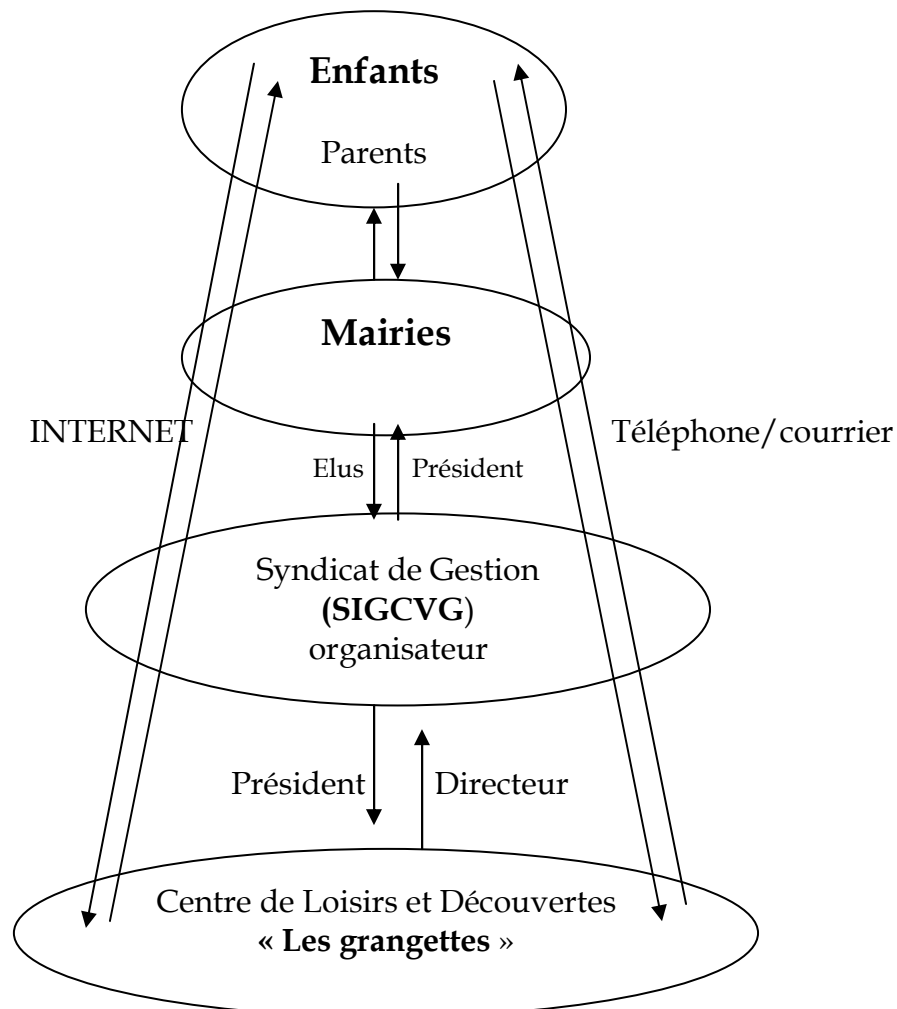 Enfants
Parents
Mairies
INTERNET
Téléphone/courrier
Elus
Président
Syndicat de Gestion
(SIGCVG)
organisateur
Président
Directeur
Centre de Loisirs et Découvertes
« Les grangettes »